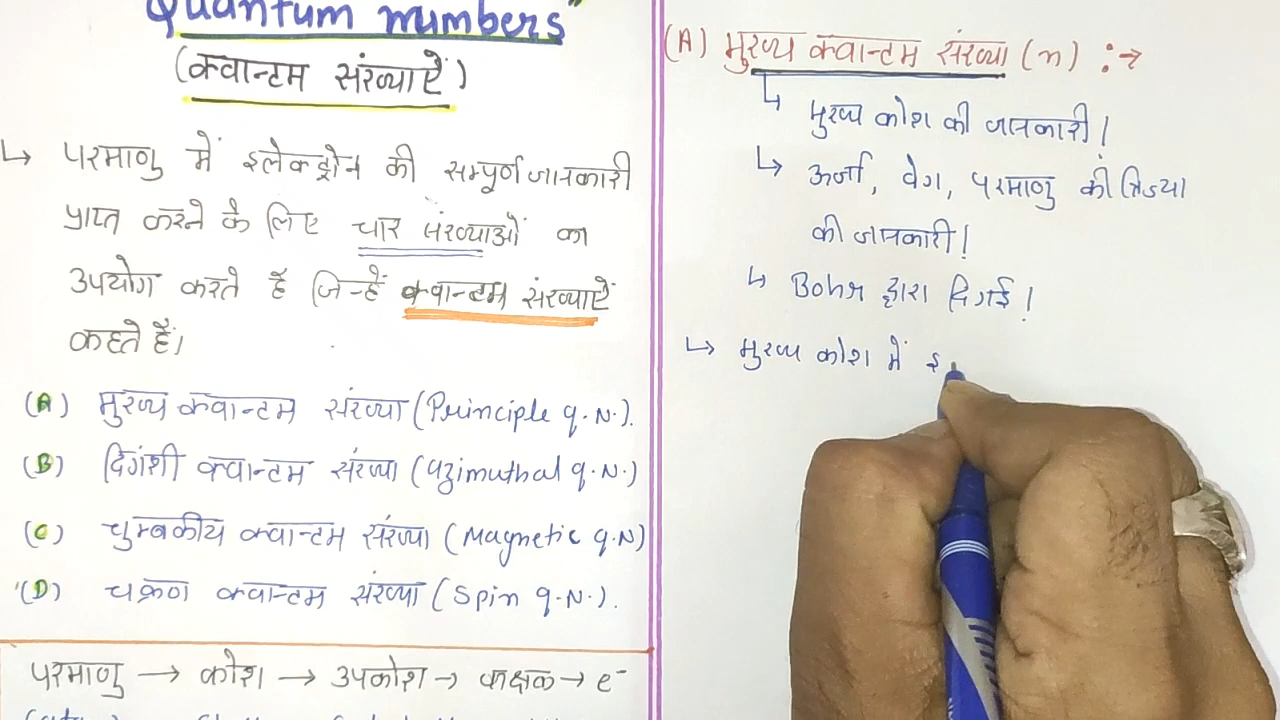 "Quantum numbers"
(क्वान्टम संख्याऐं)
↳ परमाणु में इलेक्ट्रोन की सम्पूर्ण जानकारी
प्राप्त करने के लिए चार संख्याओं का
उपयोग करते हैं जिन्हें क्वान्टम संख्याऐं
कहते हैं।
(A) मुख्य क्वान्टम संख्या (Principle q.N.).
(B) दिगंशी क्वान्टम संख्या (azimuthal q.N.)
(C) चुम्बकीय क्वान्टम संख्या (Magnetic q.N)
(D) चक्रण क्वान्टम संख्या (Spin q.N.).
परमाणु → कोश → उपकोश → कक्षक → e⁻
(A) मुख्य क्वान्टम संख्या (n) :→
↳ मुख्य कोश की जानकारी!
↳ ऊर्जा, वेग, परमाणु की त्रिज्या
की जानकारी!
↳ Bohr द्वारा दि गई!
↳ मुख्य कोश में इ